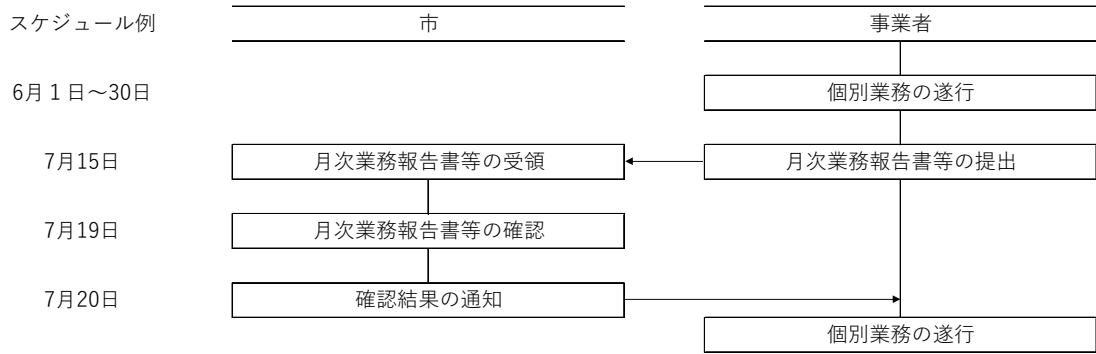 スケジュール例 市 事業者
6月１日～30日 個別業務の遂行
7月15日 月次業務報告書等の受領 月次業務報告書等の提出
7月19日 月次業務報告書等の確認
7月20日 確認結果の通知
個別業務の遂行